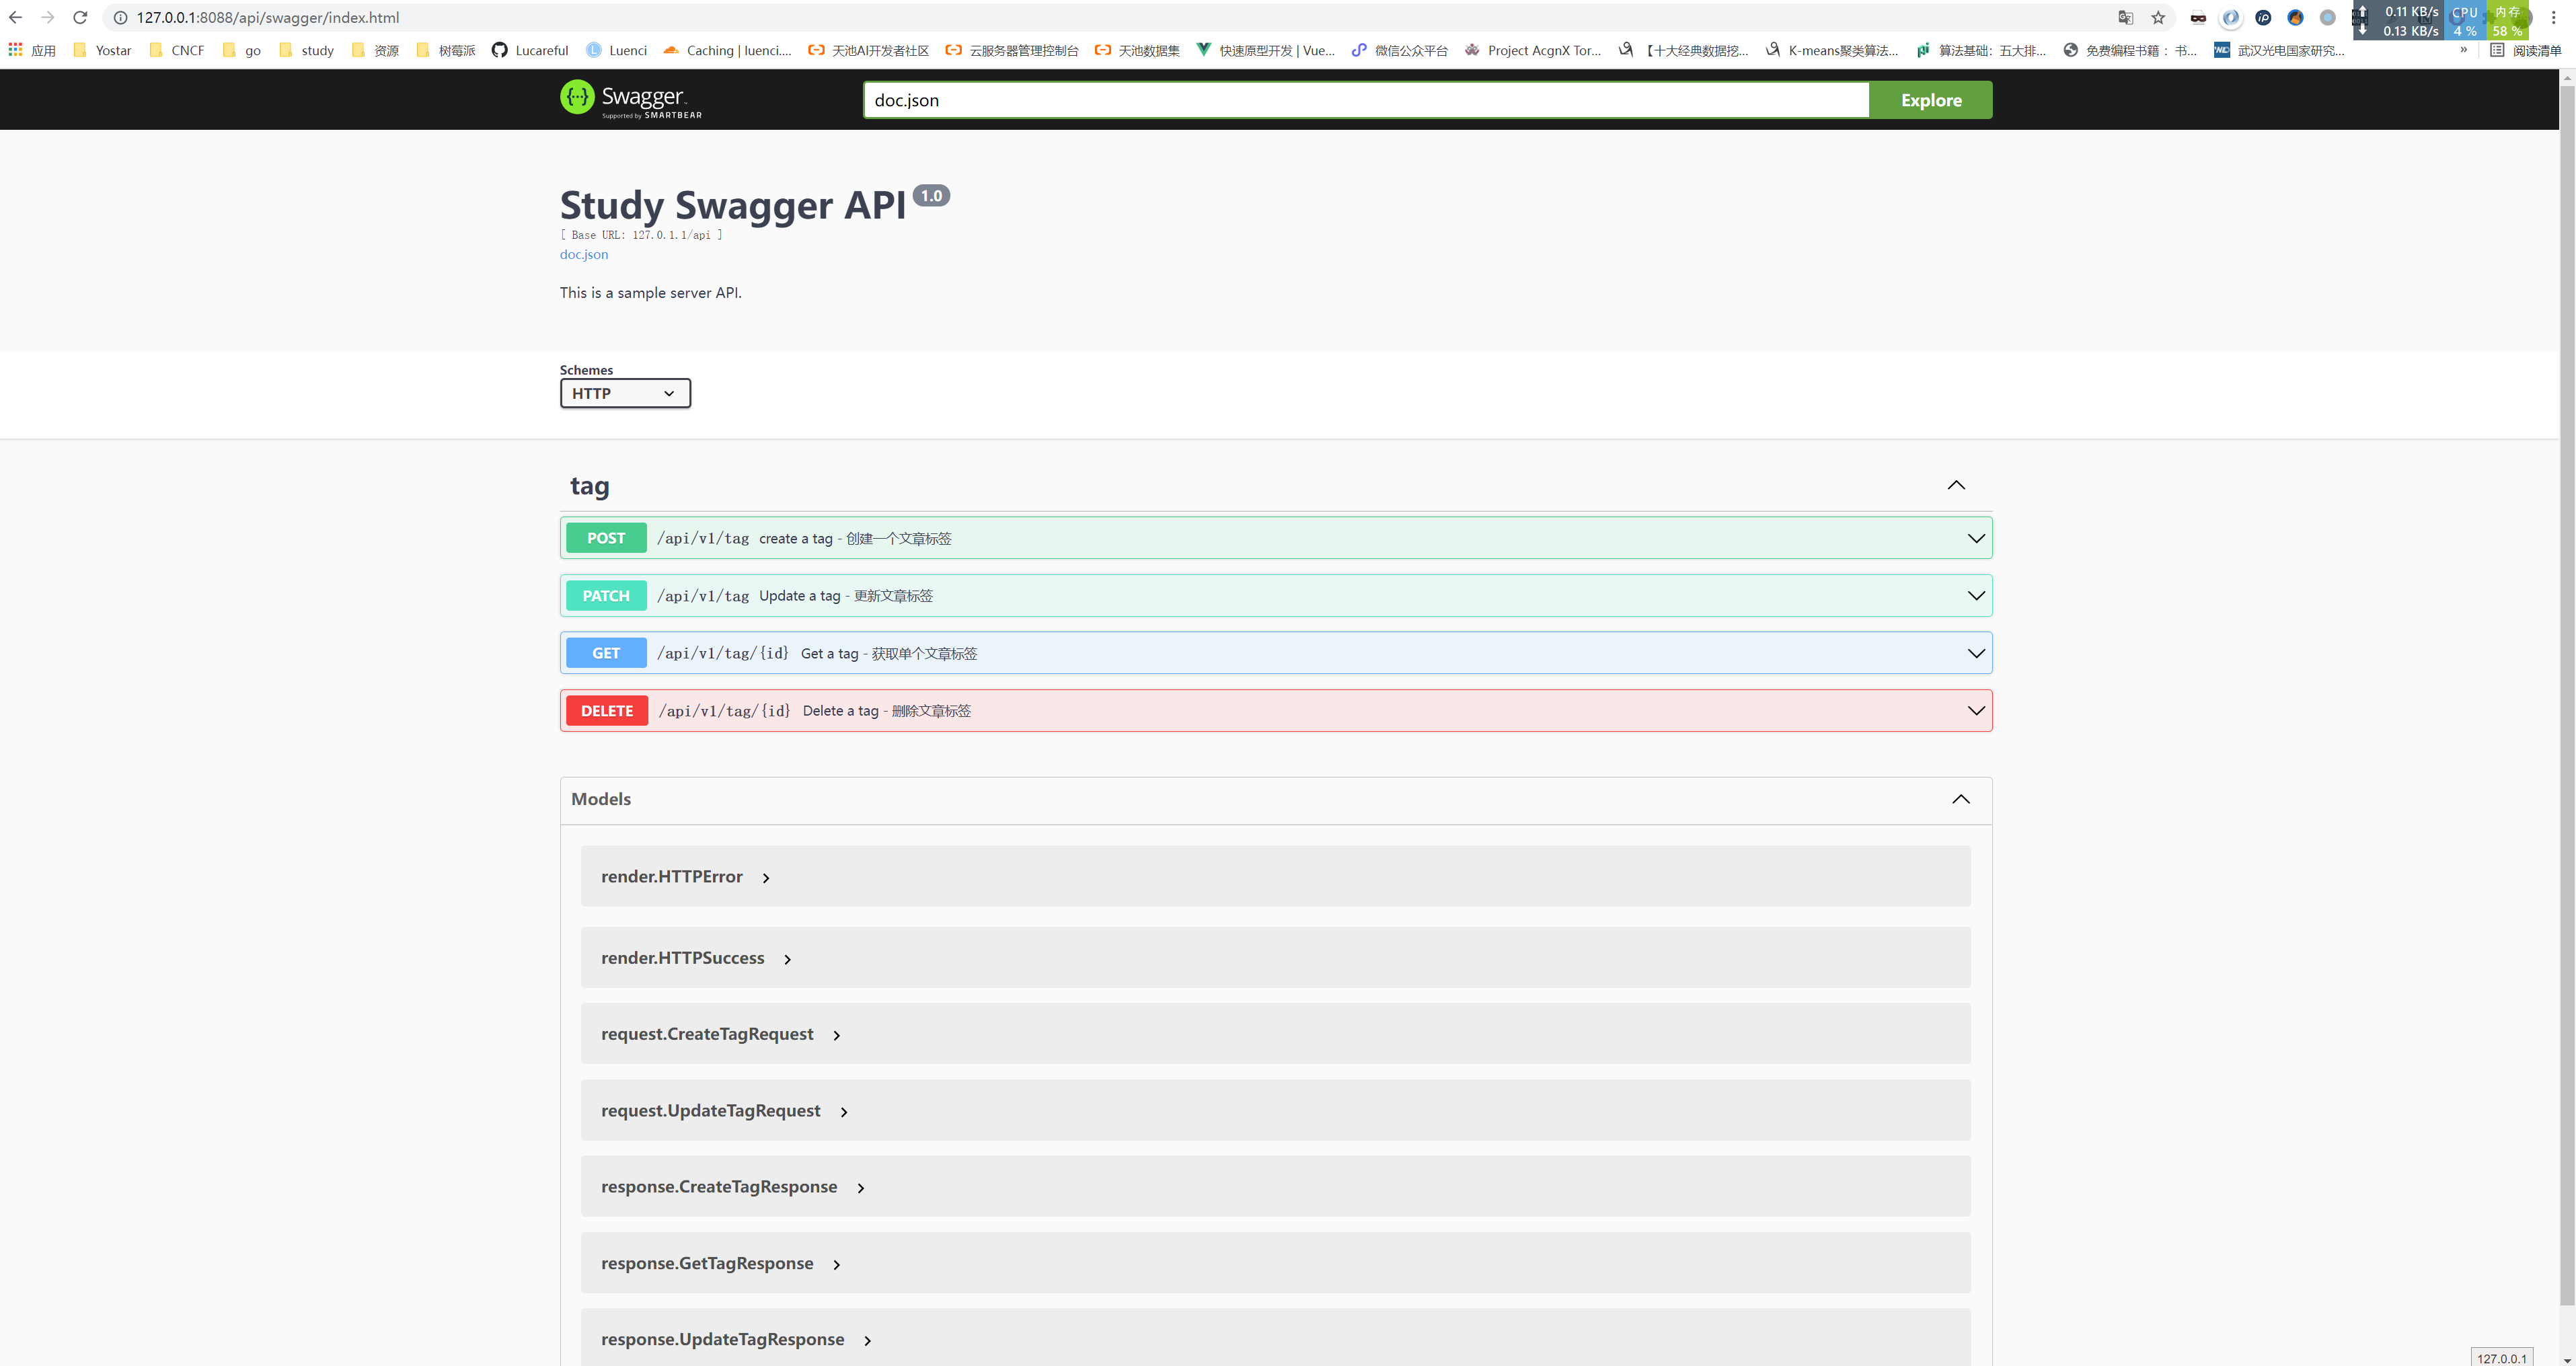 127.0.0.1:8088/api/swagger/index.html
0.11 KB/s CPU 内存
0.13 KB/s 4 % 58 %
应用 Yostar CNCF go study 资源 树莓派 Lucareful Luenci Caching | luenci.... 天池AI开发者社区 云服务器管理控制台 天池数据集 快速原型开发 | Vue... 微信公众平台 Project AcgnX Tor... 【十大经典数据挖... K-means聚类算法... 算法基础：五大排... 免费编程书籍 ：书... 武汉光电国家研究... » 阅读清单
Swagger
Supported by SMARTBEAR
doc.json
Explore
Study Swagger API 1.0
[ Base URL: 127.0.1.1/api ]
doc.json
This is a sample server API.
Schemes
HTTP
tag
POST /api/v1/tag create a tag - 创建一个文章标签
PATCH /api/v1/tag Update a tag - 更新文章标签
GET /api/v1/tag/{id} Get a tag - 获取单个文章标签
DELETE /api/v1/tag/{id} Delete a tag - 删除文章标签
Models
render.HTTPError
render.HTTPSuccess
request.CreateTagRequest
request.UpdateTagRequest
response.CreateTagResponse
response.GetTagResponse
response.UpdateTagResponse
127.0.0.1